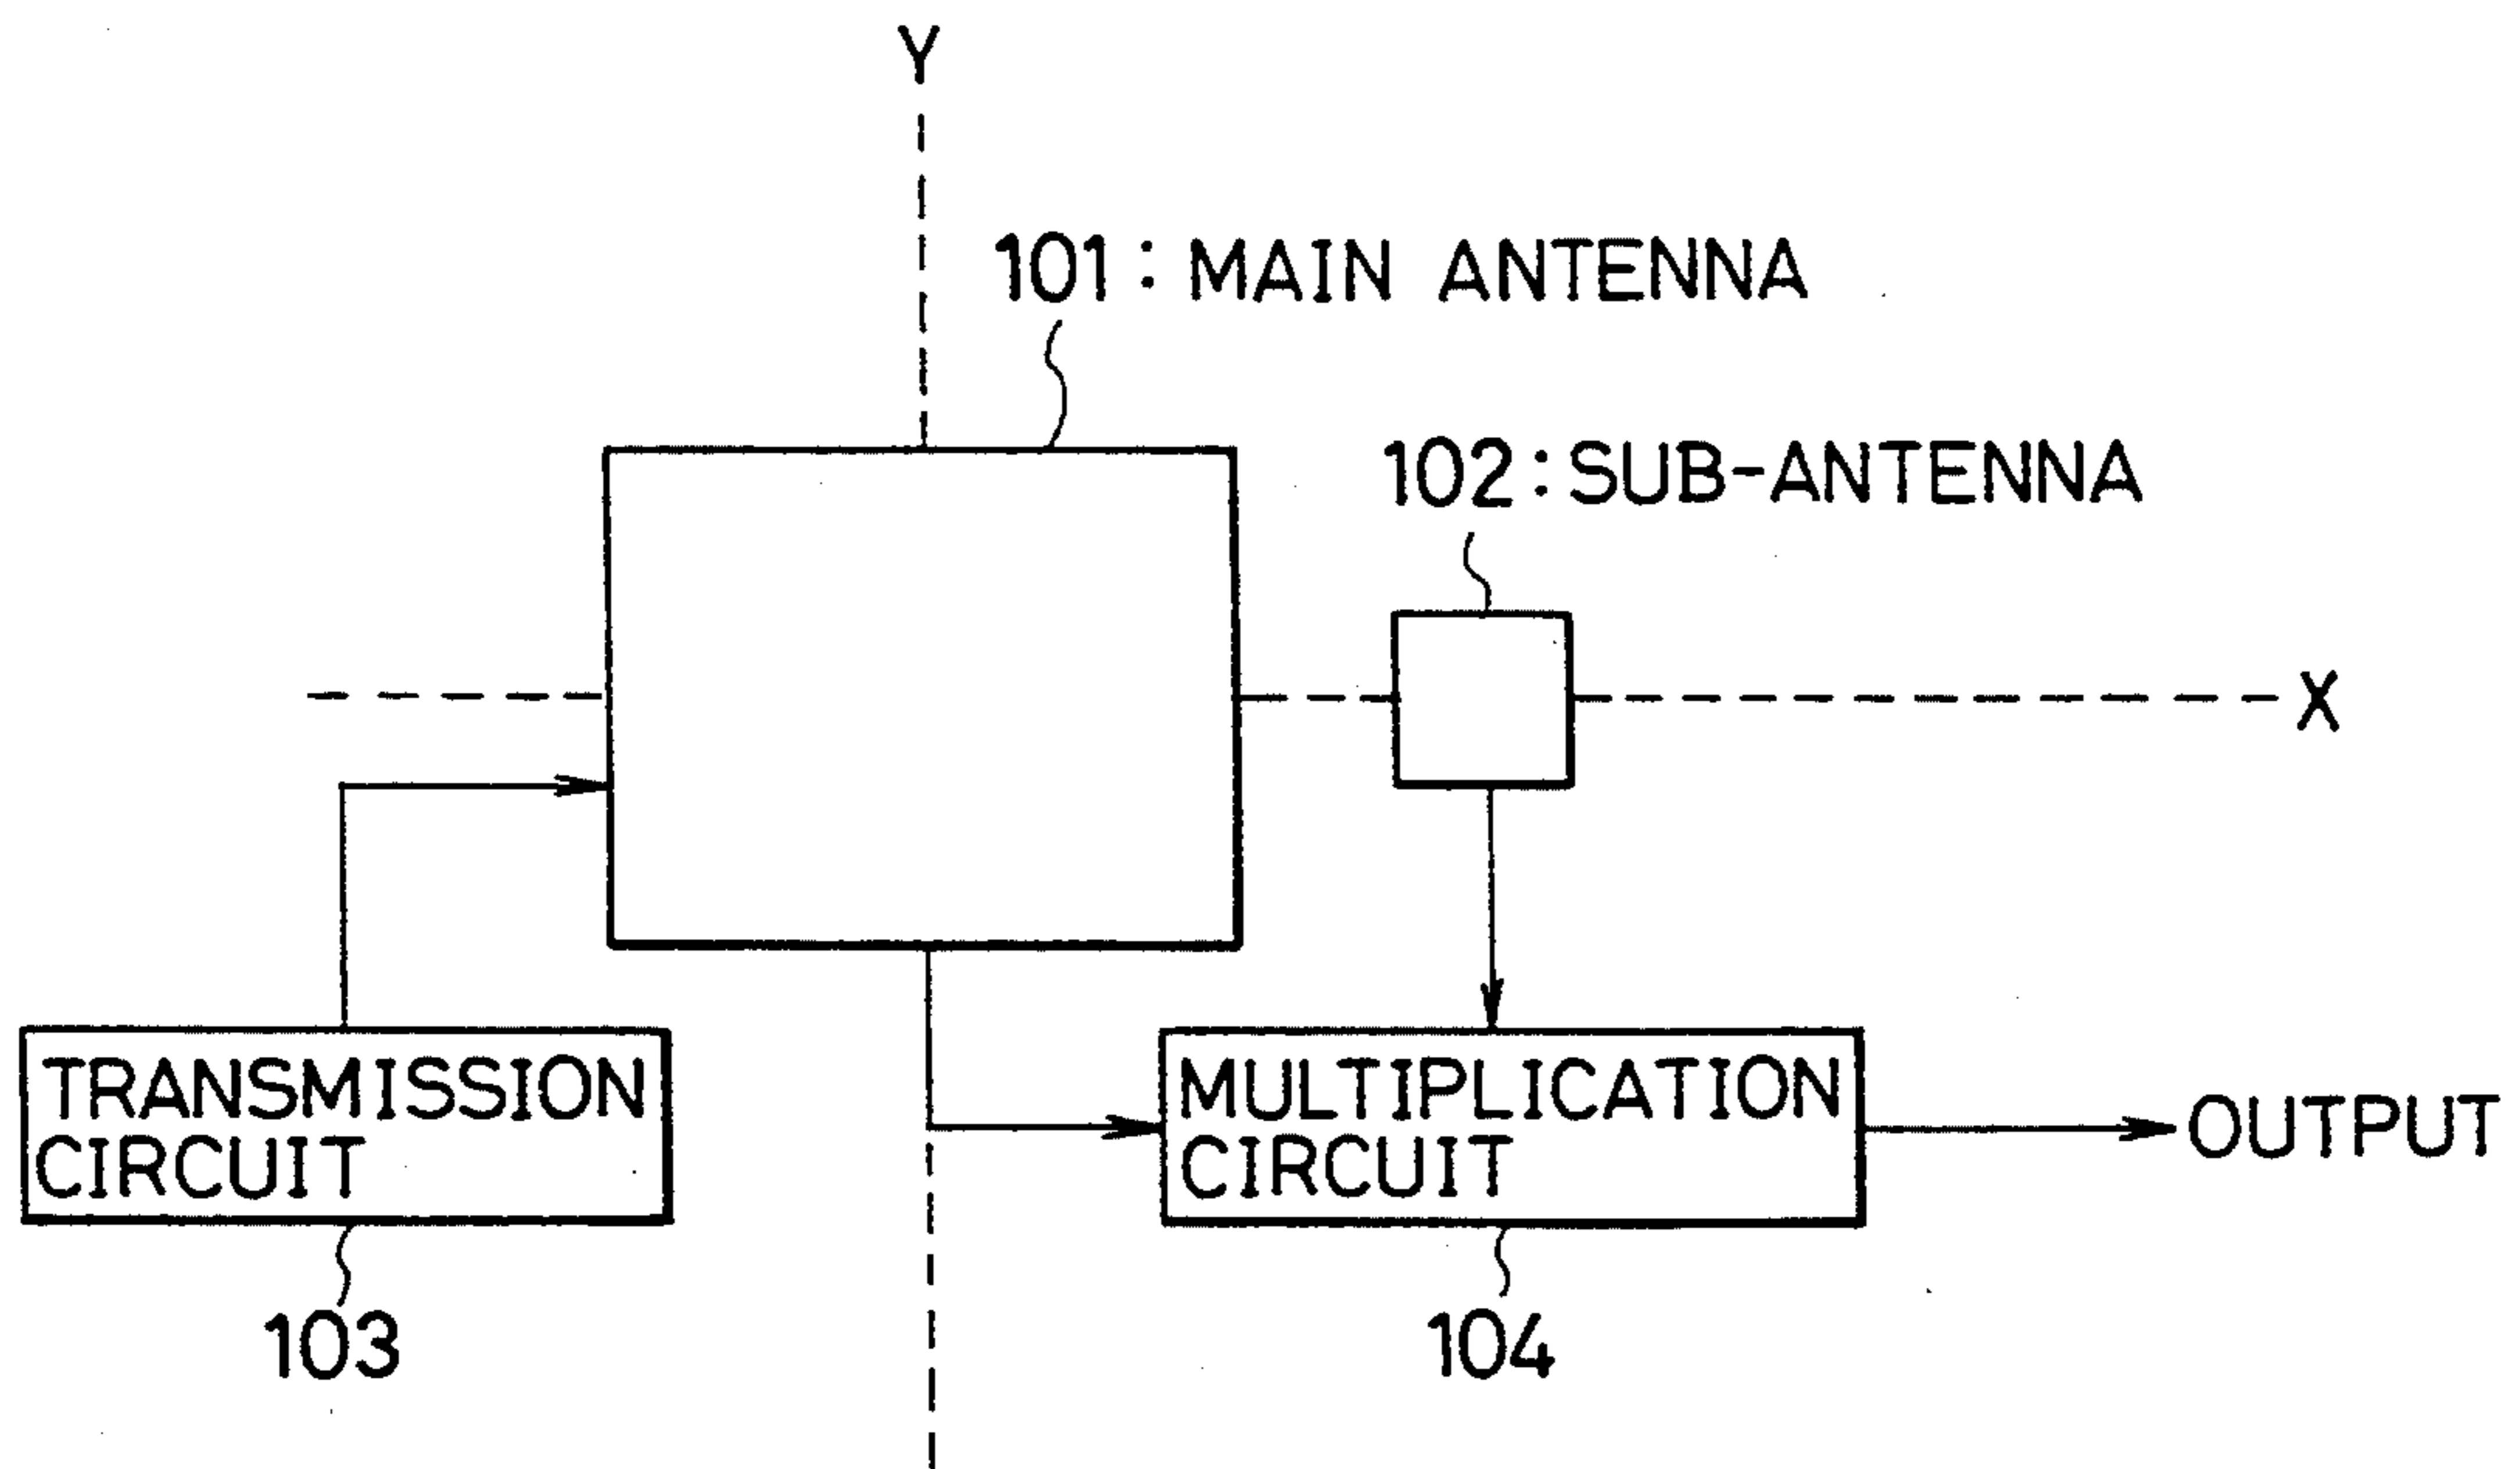 Y
101: MAIN ANTENNA
102:SUB-ANTENNA
X
TRANSMISSION
CIRCUIT
MULTIPLICATION
CIRCUIT
OUTPUT
103
104